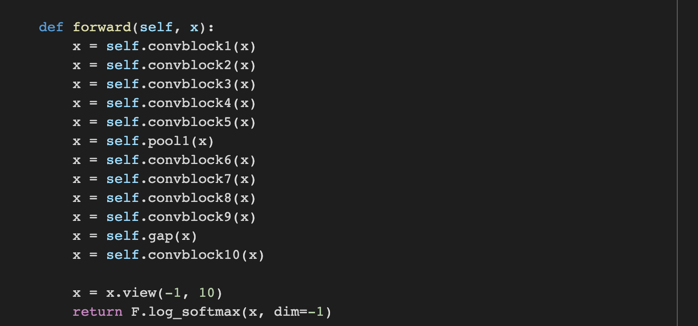 def forward(self, x):
    x = self.convblock1(x)
    x = self.convblock2(x)
    x = self.convblock3(x)
    x = self.convblock4(x)
    x = self.convblock5(x)
    x = self.pool1(x)
    x = self.convblock6(x)
    x = self.convblock7(x)
    x = self.convblock8(x)
    x = self.convblock9(x)
    x = self.gap(x)
    x = self.convblock10(x)

    x = x.view(-1, 10)
    return F.log_softmax(x, dim=-1)